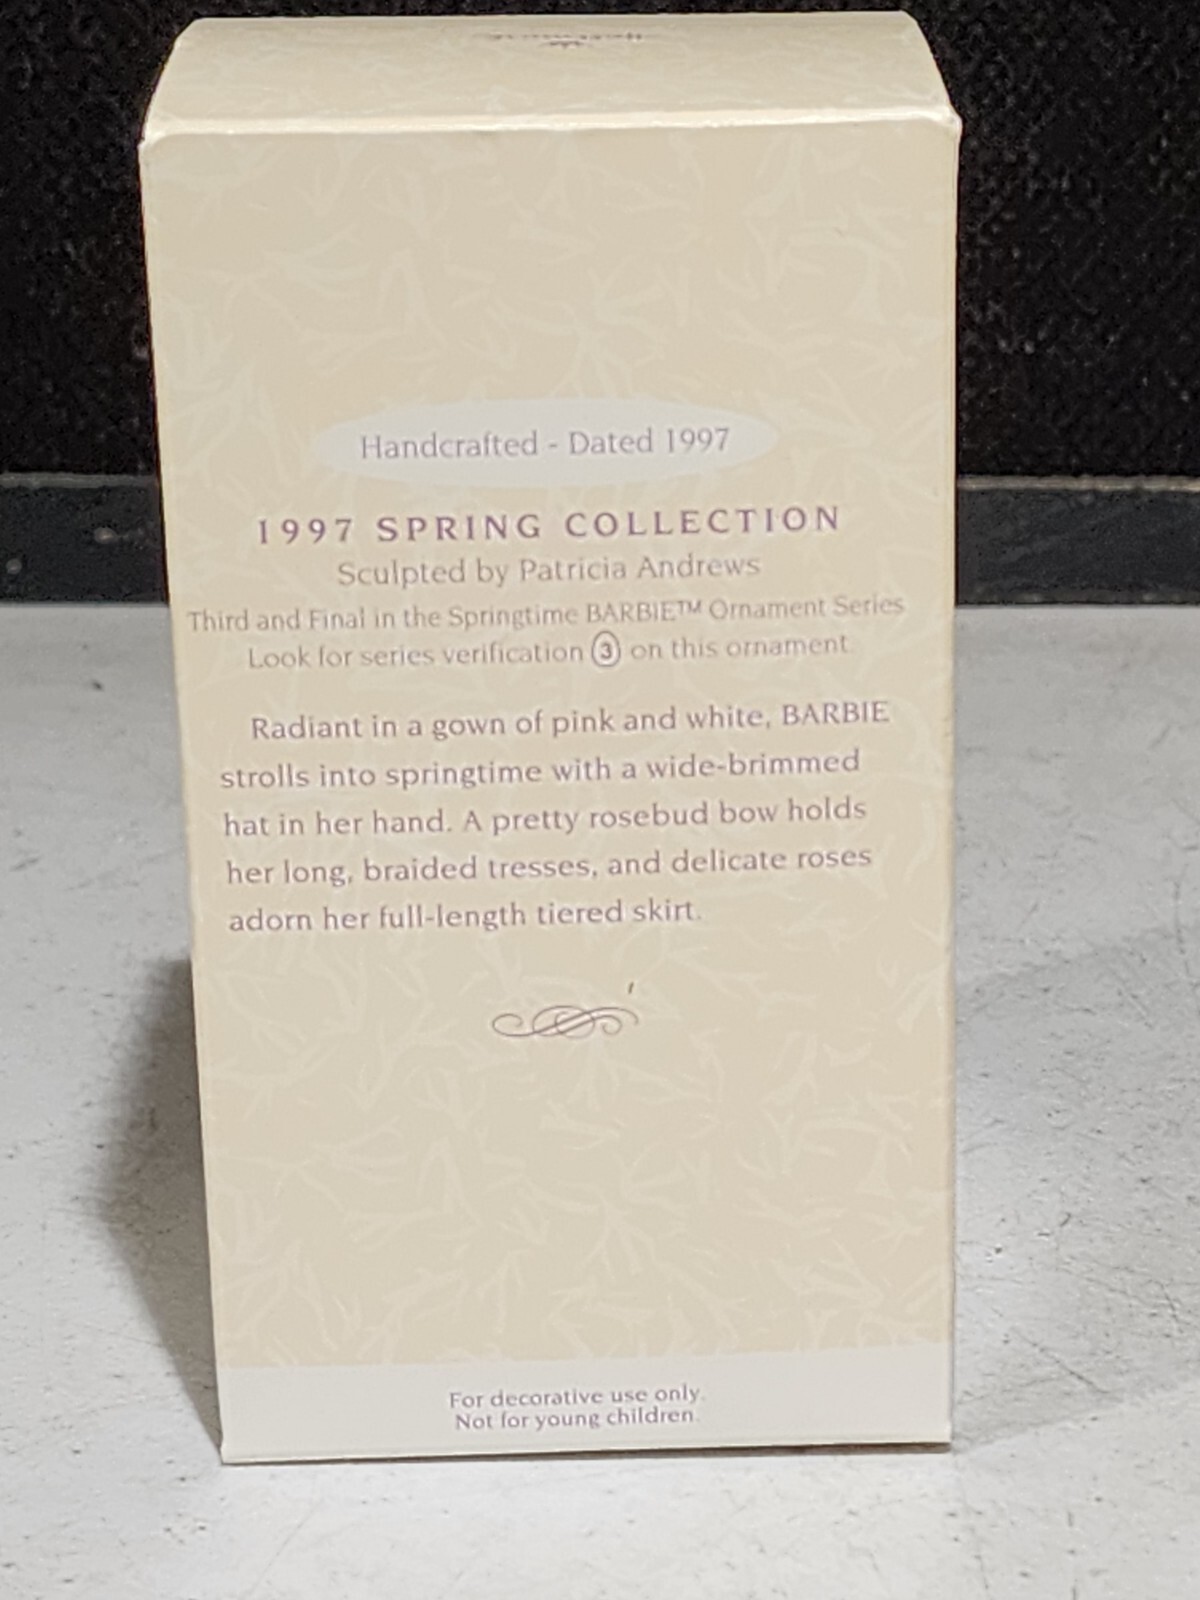 Handcrafted - Dated 1997
1997 SPRING COLLECTION
Sculpted by Patricia Andrews
Third and Final in the Springtime BARBIE™ Ornament Series
Look for series verification ③ on this ornament.
Radiant in a gown of pink and white, BARBIE
strolls into springtime with a wide-brimmed
hat in her hand. A pretty rosebud bow holds
her long, braided tresses, and delicate roses
adorn her full-length tiered skirt.
For decorative use only.
Not for young children.